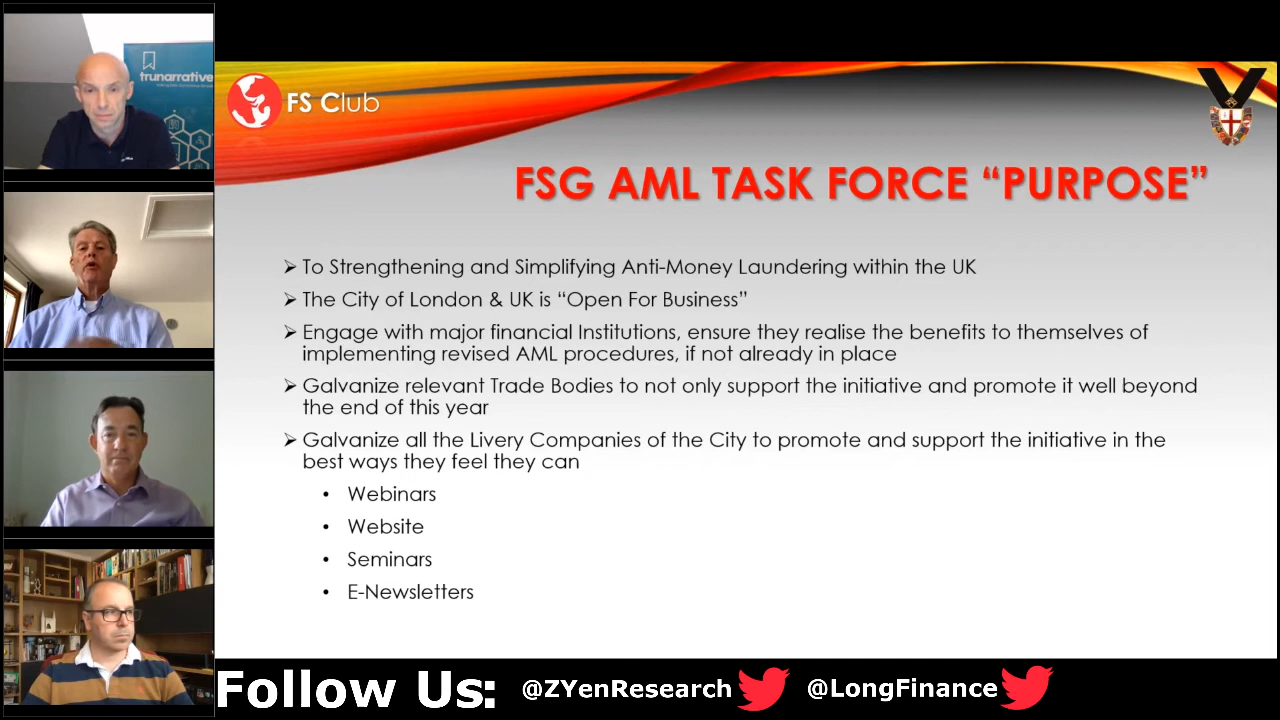 trunarrative
FS Club
FSG AML TASK FORCE “PURPOSE”
To Strengthening and Simplifying Anti-Money Laundering within the UK
The City of London & UK is “Open For Business”
Engage with major financial Institutions, ensure they realise the benefits to themselves of
implementing revised AML procedures, if not already in place
Galvanize relevant Trade Bodies to not only support the initiative and promote it well beyond
the end of this year
Galvanize all the Livery Companies of the City to promote and support the initiative in the
best ways they feel they can
• Webinars
• Website
• Seminars
• E-Newsletters
Follow Us: @ZYenResearch @LongFinance